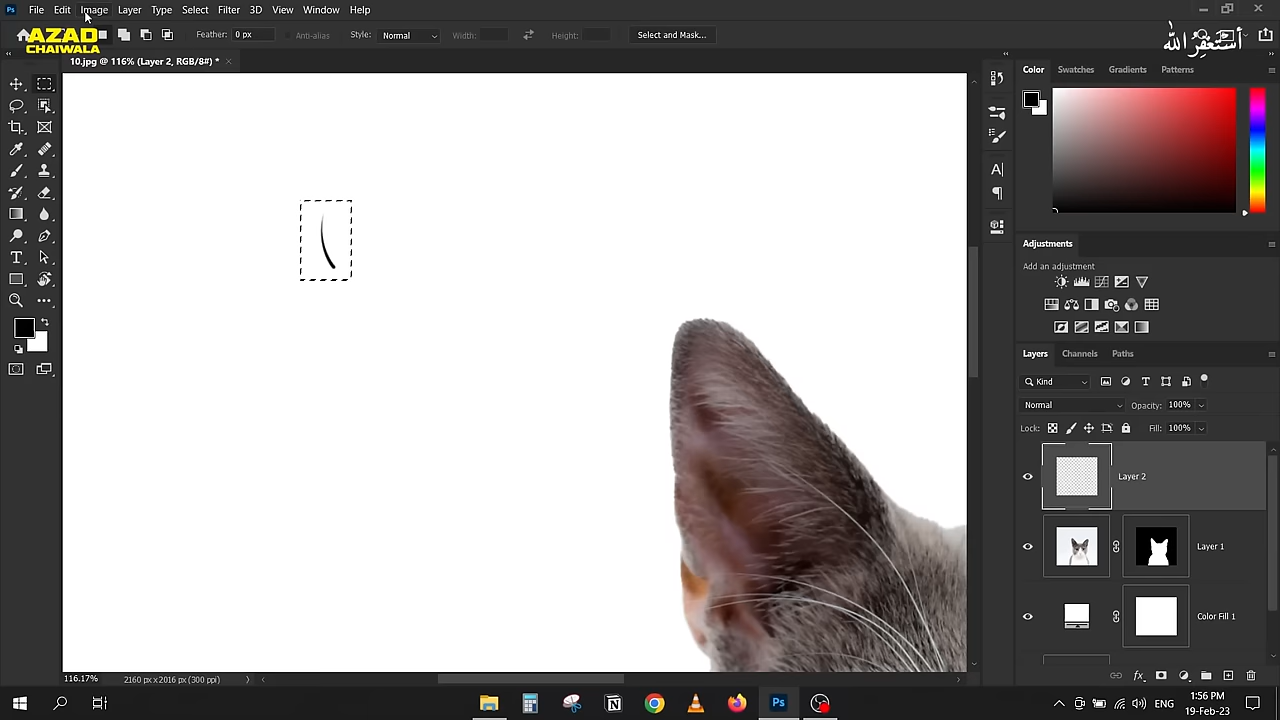 File Edit Image Layer Type Select Filter 3D View Window Help
AZAD
CHAIWALA
Feather: 0 px Anti-alias Style: Normal Width: Height: Select and Mask...
أستغفر الله
10.jpg @ 116% (Layer 2, RGB/8#) *
Color Swatches Gradients Patterns
Adjustments
Add an adjustment
Layers Channels Paths
Kind
Normal Opacity: 100%
Lock: Fill: 100%
Layer 2
Layer 1
Color Fill 1
116.17% 2160 px x 2016 px (300 ppi)
Ps ENG 1:56 PM
19-Feb-23